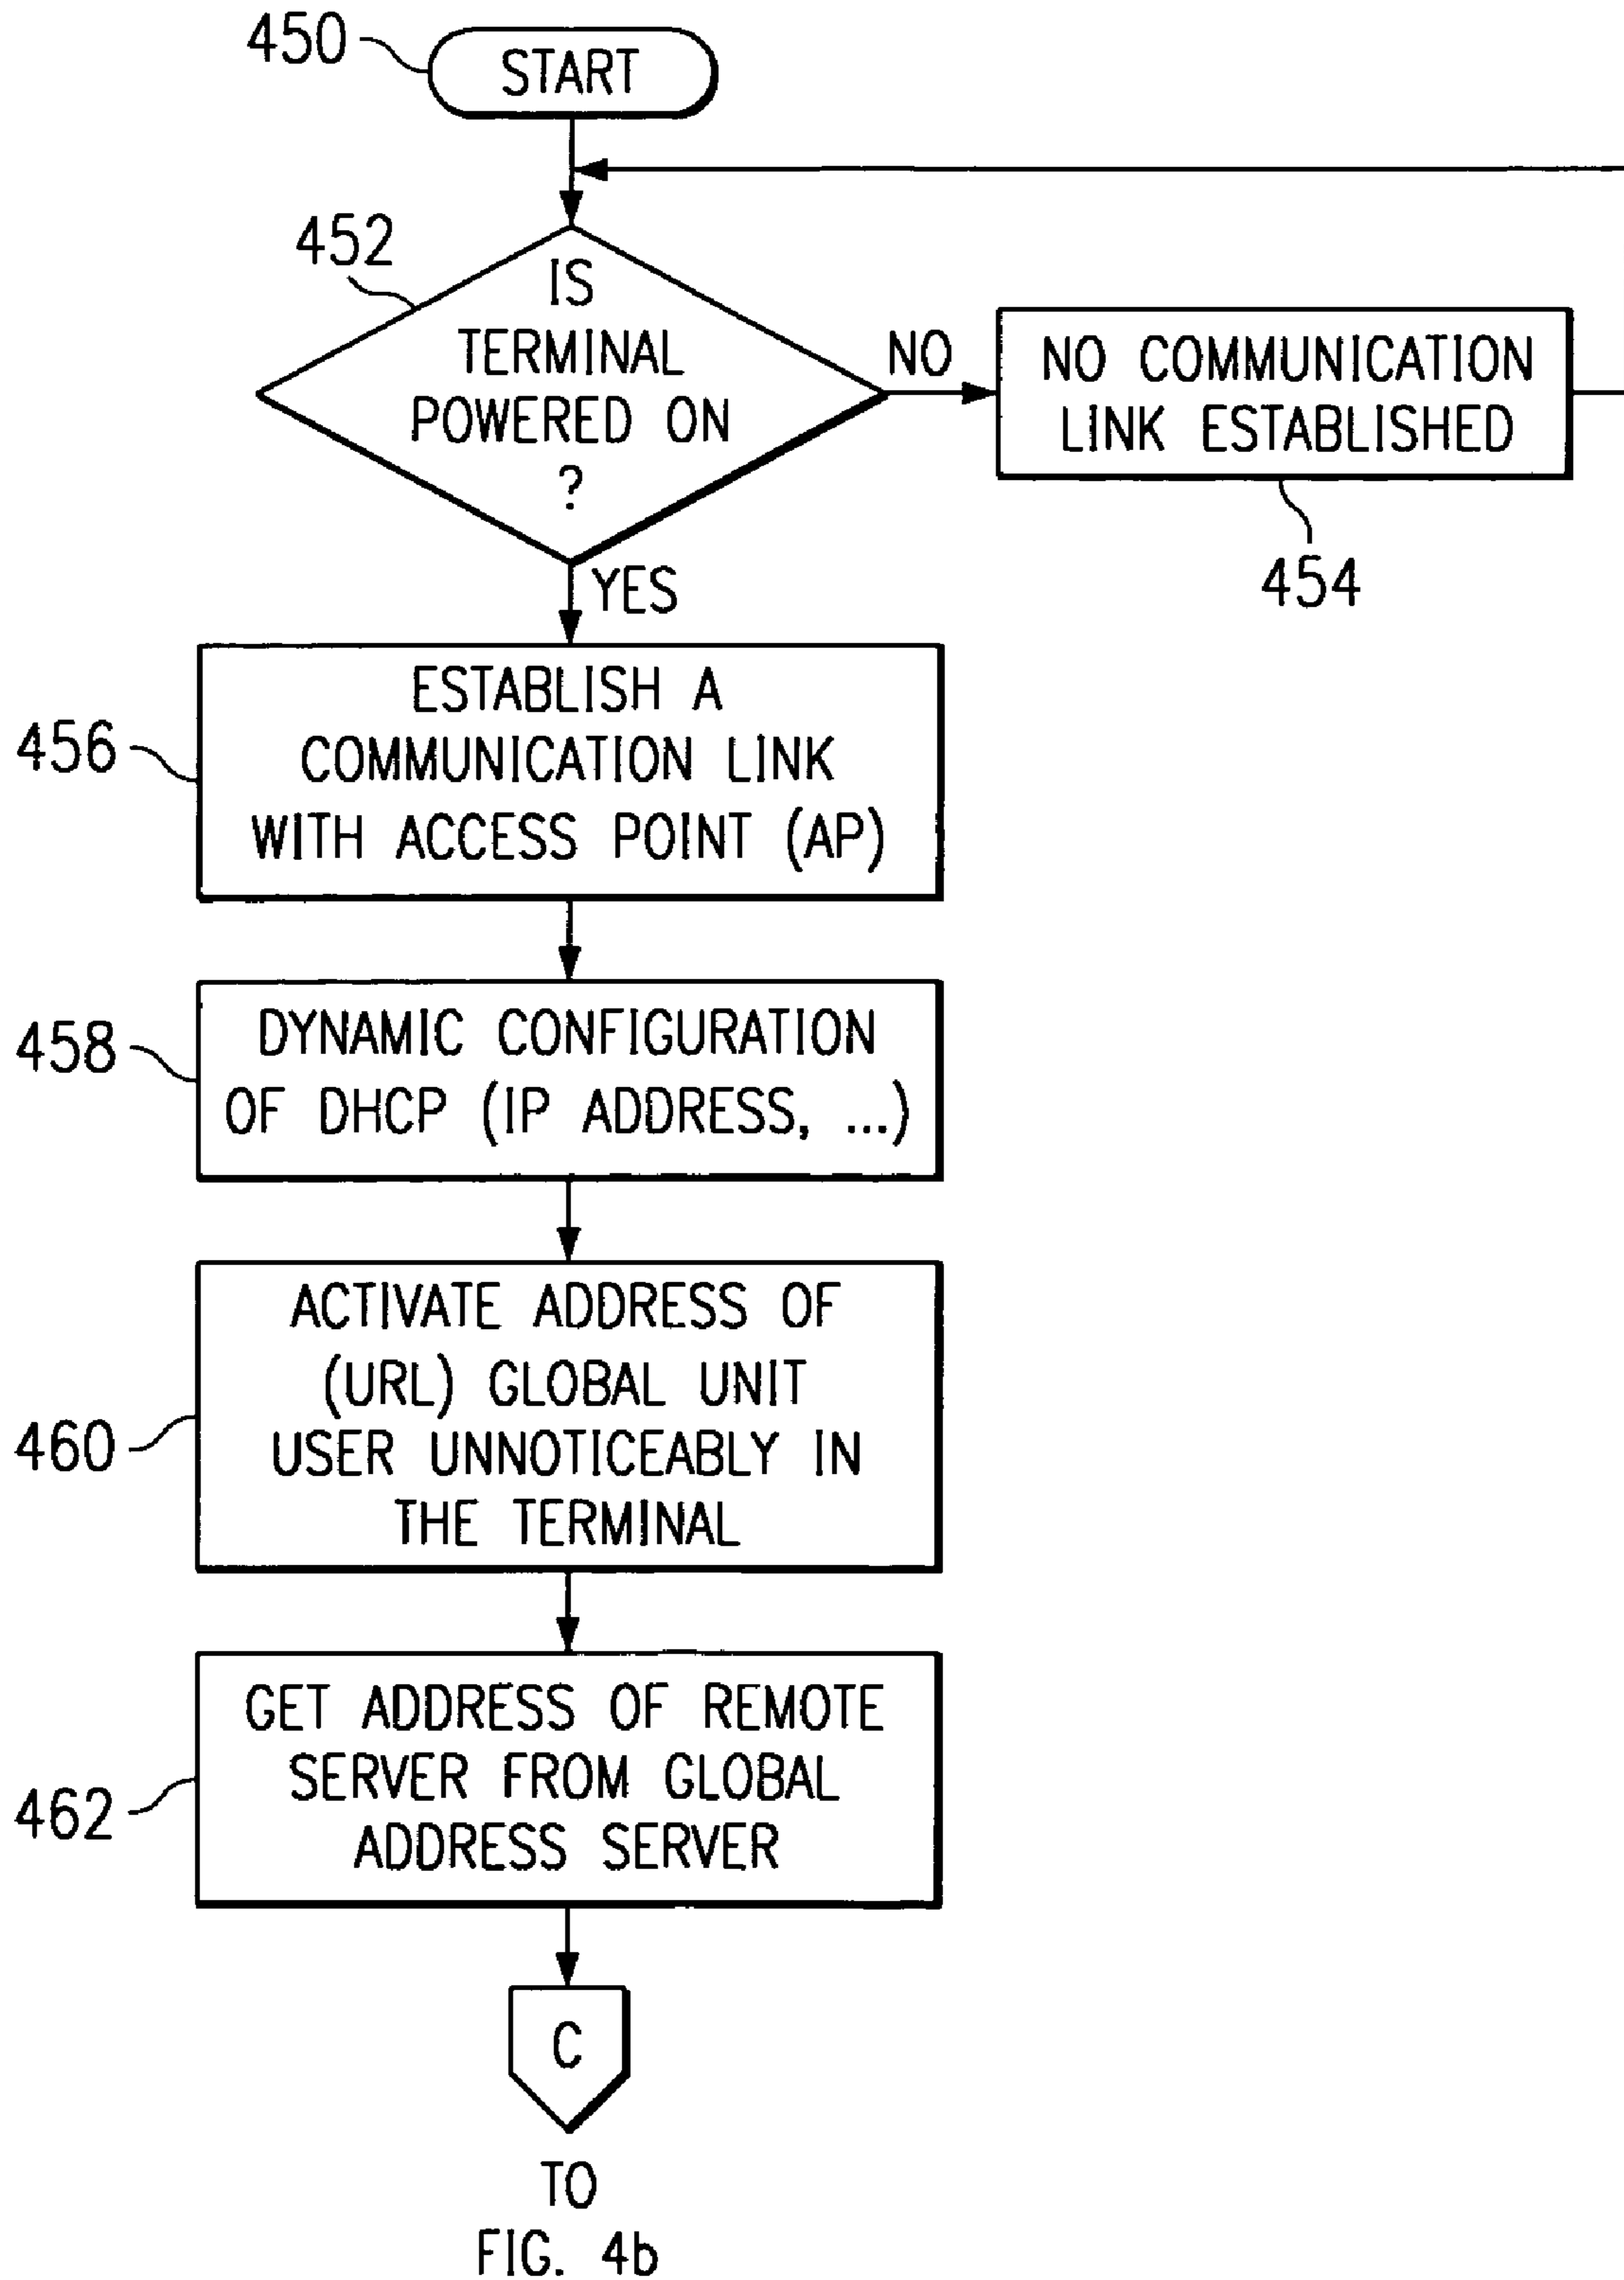 450
START
452
IS
TERMINAL
POWERED ON
?
NO
NO COMMUNICATION
LINK ESTABLISHED
454
YES
456
ESTABLISH A
COMMUNICATION LINK
WITH ACCESS POINT (AP)
458
DYNAMIC CONFIGURATION
OF DHCP (IP ADDRESS, ...)
460
ACTIVATE ADDRESS OF
(URL) GLOBAL UNIT
USER UNNOTICEABLY IN
THE TERMINAL
462
GET ADDRESS OF REMOTE
SERVER FROM GLOBAL
ADDRESS SERVER
C
TO
FIG. 4b